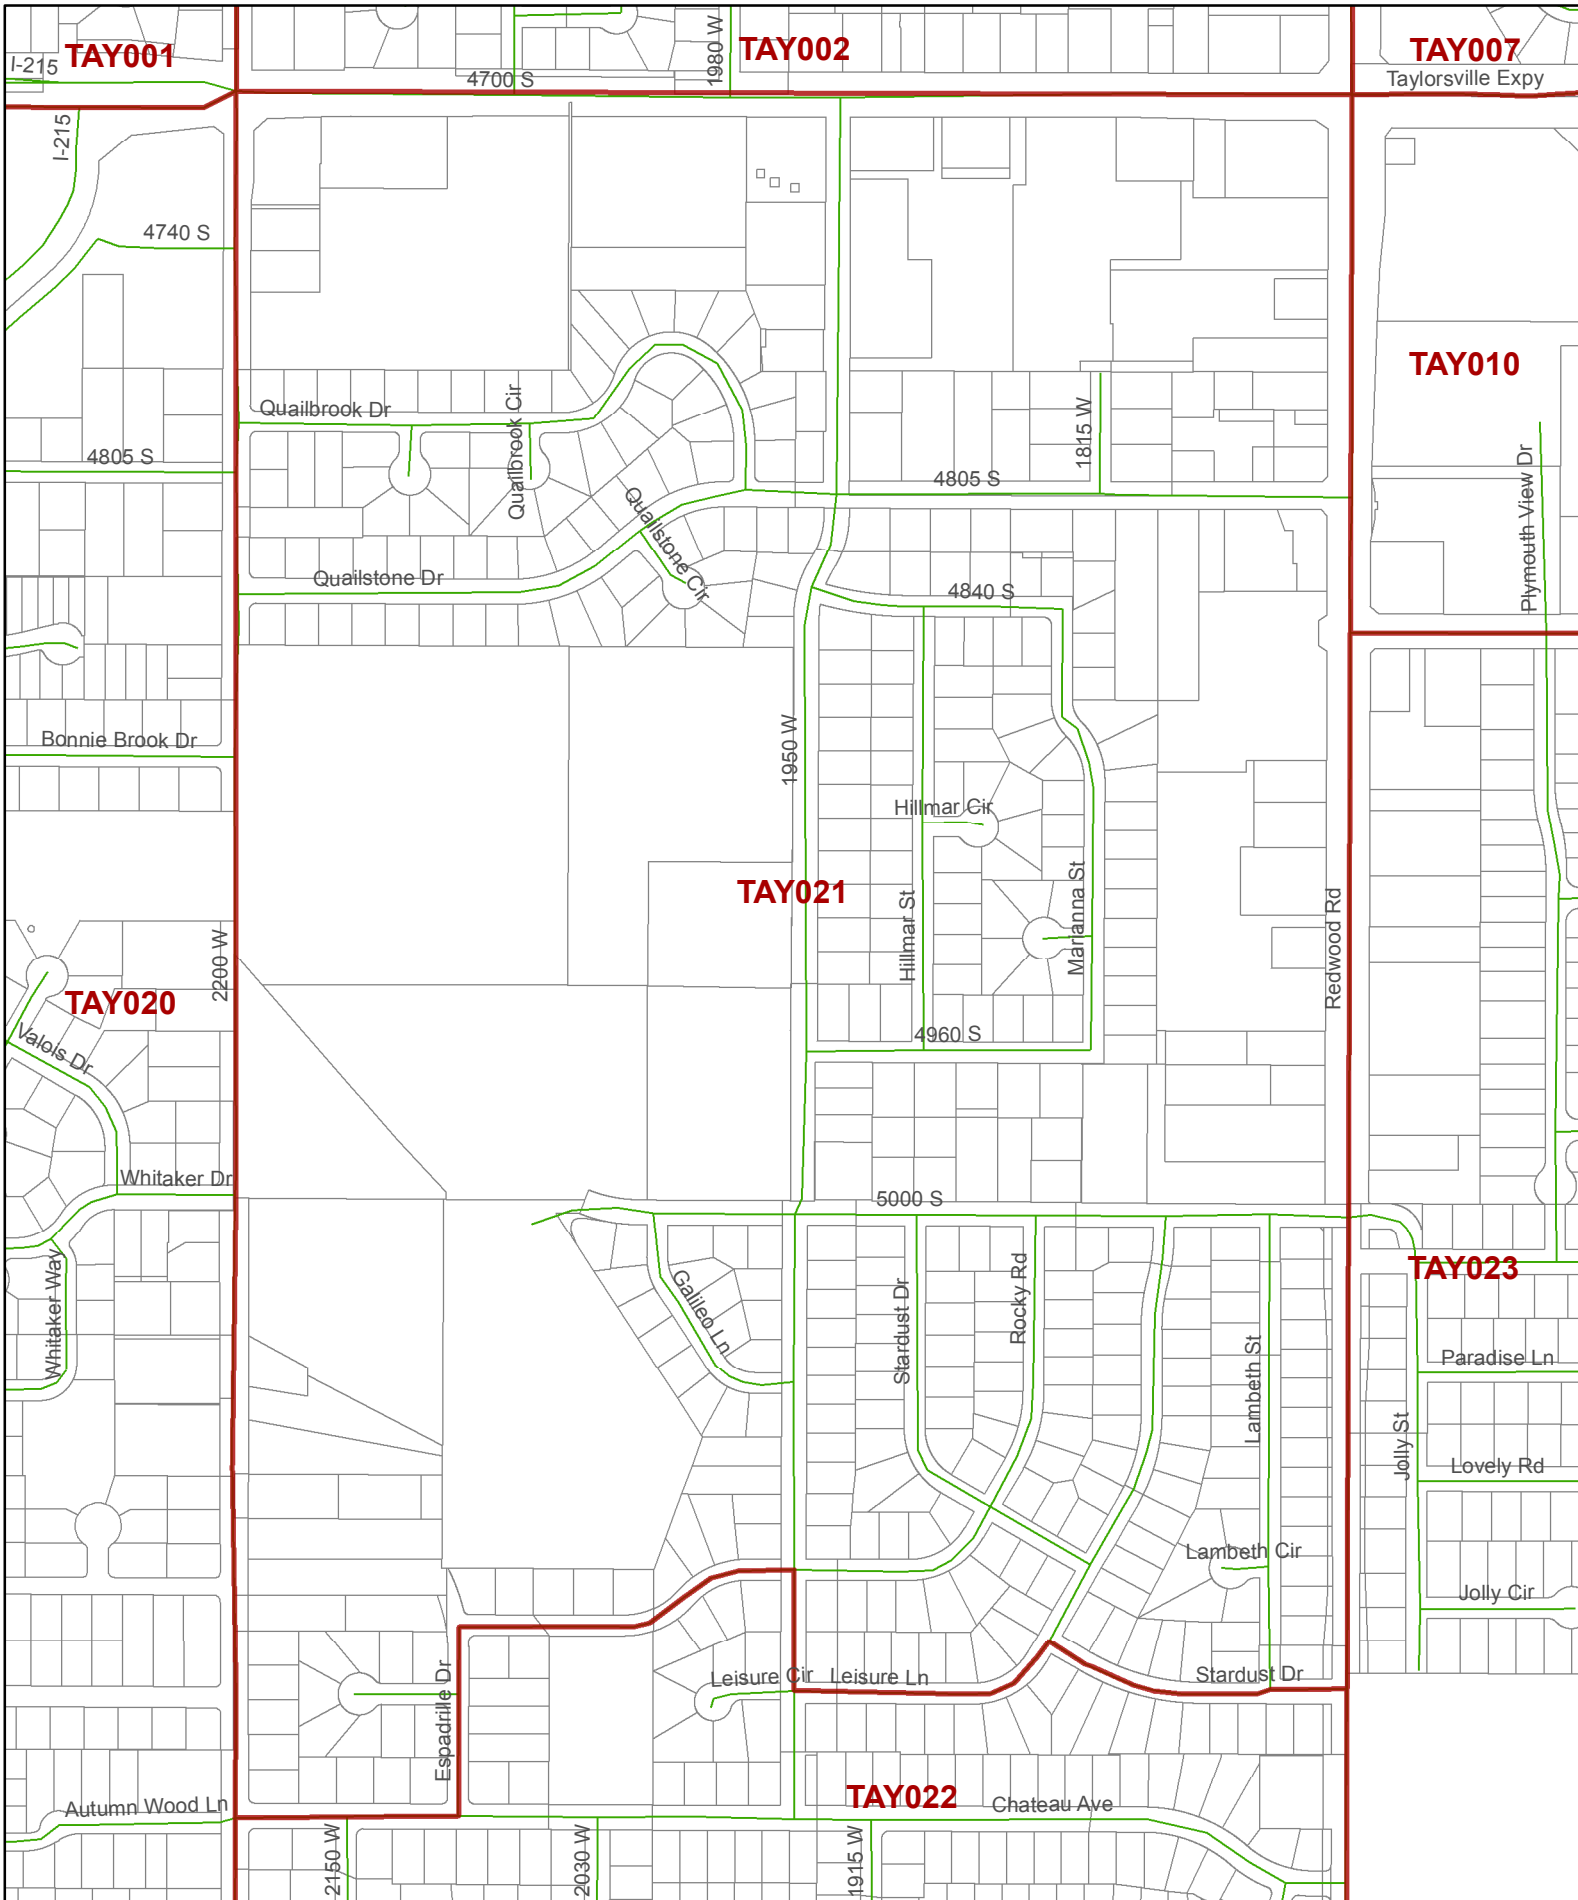 TAY001
I-215
1980 W
TAY002
4700 S
TAY007
Taylorsville Expy
I-215
4740 S
TAY010
Quailbrook Dr
Quailbrook Cir
1815 W
4805 S
4805 S
Plymouth View Dr
Quailstone Cir
Quailstone Dr
4840 S
Bonnie Brook Dr
1950 W
Hillmar Cir
TAY021
Hillmar St
Marianna St
Redwood Rd
2200 W
TAY020
Valois Dr
4960 S
Whitaker Dr
5000 S
Whitaker Way
Galileo Ln
Stardust Dr
Rocky Rd
TAY023
Lambeth St
Paradise Ln
Jolly St
Lovely Rd
Lambeth Cir
Jolly Cir
Espadrille Dr
Leisure Cir
Leisure Ln
Stardust Dr
TAY022
Autumn Wood Ln
Chateau Ave
2150 W
2030 W
1915 W